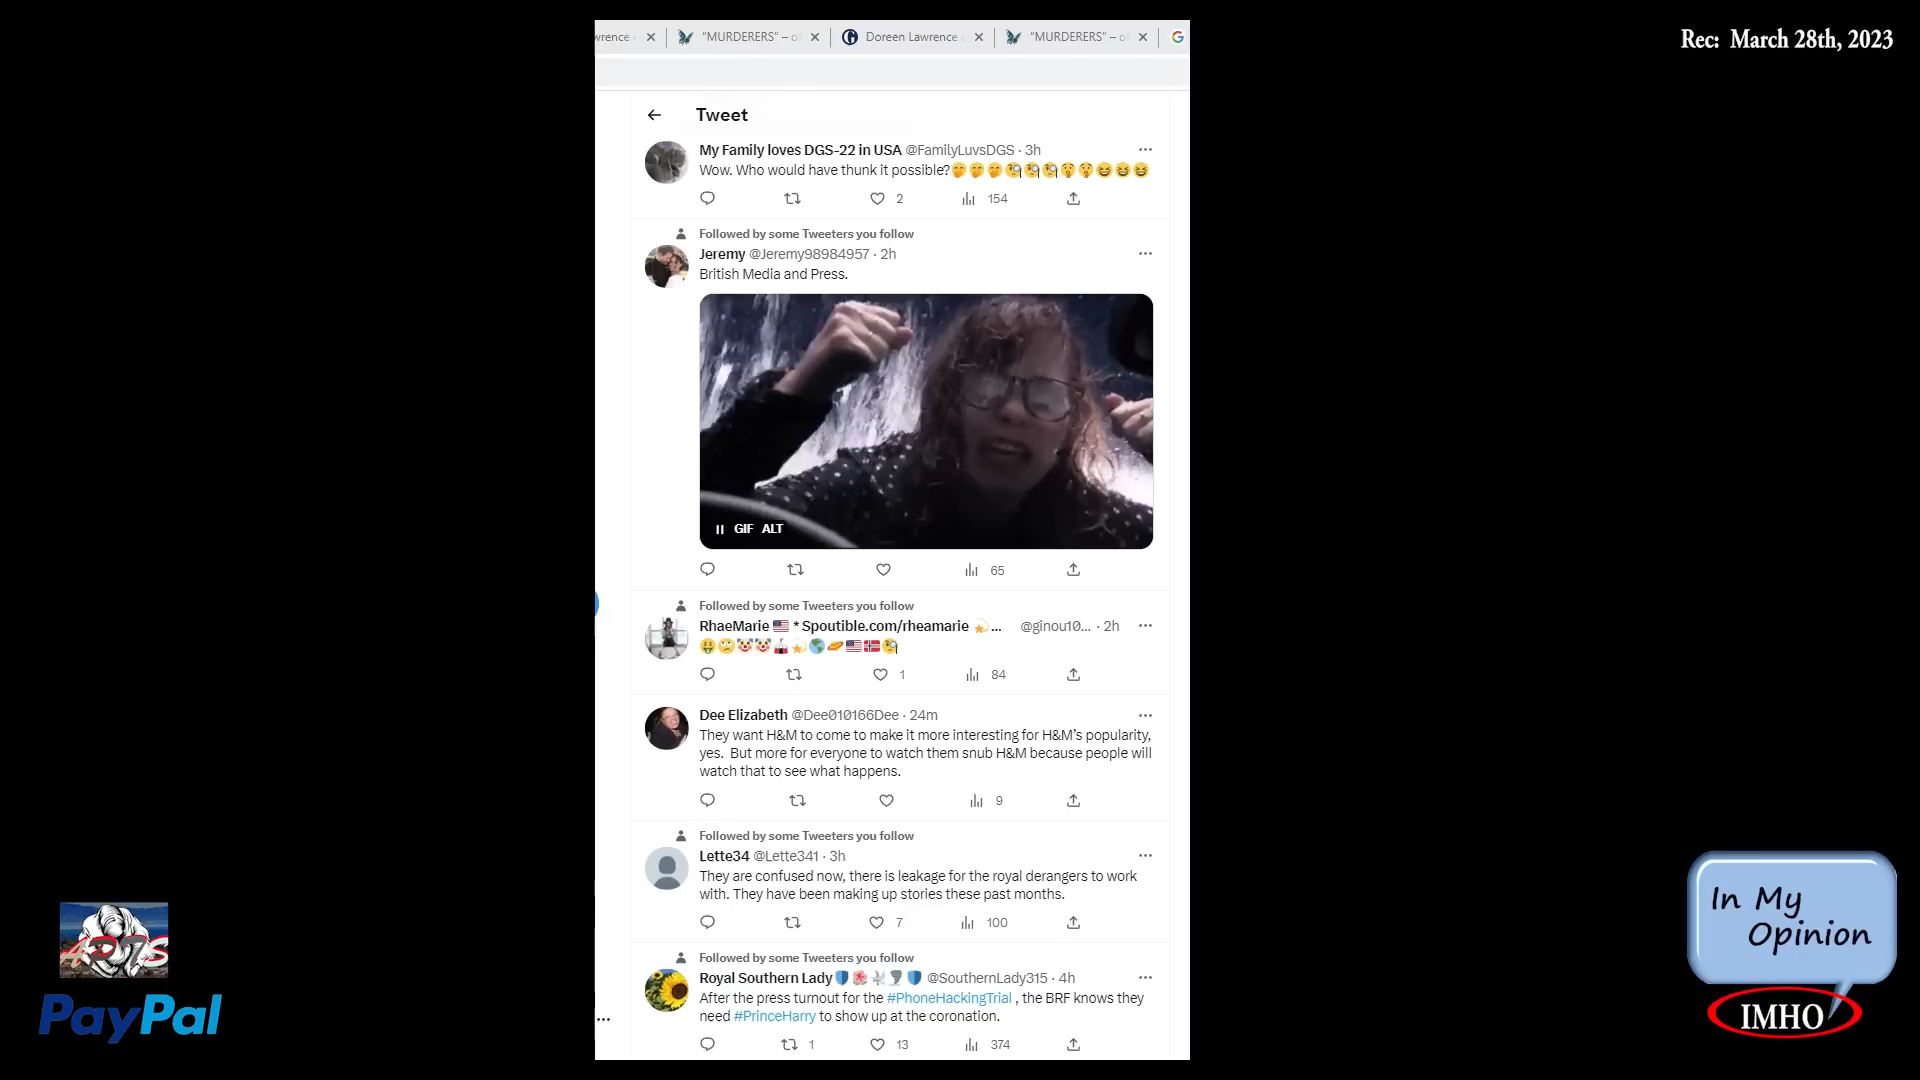 wrence
"MURDERERS" – o
Doreen Lawrence
"MURDERERS" – o
Rec: March 28th, 2023
Tweet
My Family loves DGS-22 in USA @FamilyLuvsDGS · 3h
Wow. Who would have thunk it possible?🤭🤭🤭🧐🧐🧐🤫🤫😆😆😆
2 154
Followed by some Tweeters you follow
Jeremy @Jeremy98984957 · 2h
British Media and Press.
GIF ALT
65
Followed by some Tweeters you follow
RhaeMarie 🇺🇸 * Spoutible.com/rheamarie 💫... @ginou10... · 2h
1 84
Dee Elizabeth @Dee010166Dee · 24m
They want H&M to come to make it more interesting for H&M's popularity,
yes. But more for everyone to watch them snub H&M because people will
watch that to see what happens.
9
Followed by some Tweeters you follow
Lette34 @Lette341 · 3h
They are confused now, there is leakage for the royal derangers to work
with. They have been making up stories these past months.
7 100
Followed by some Tweeters you follow
Royal Southern Lady @SouthernLady315 · 4h
After the press turnout for the #PhoneHackingTrial , the BRF knows they
need #PrinceHarry to show up at the coronation.
1 13 374
PayPal
In My
Opinion
IMHO